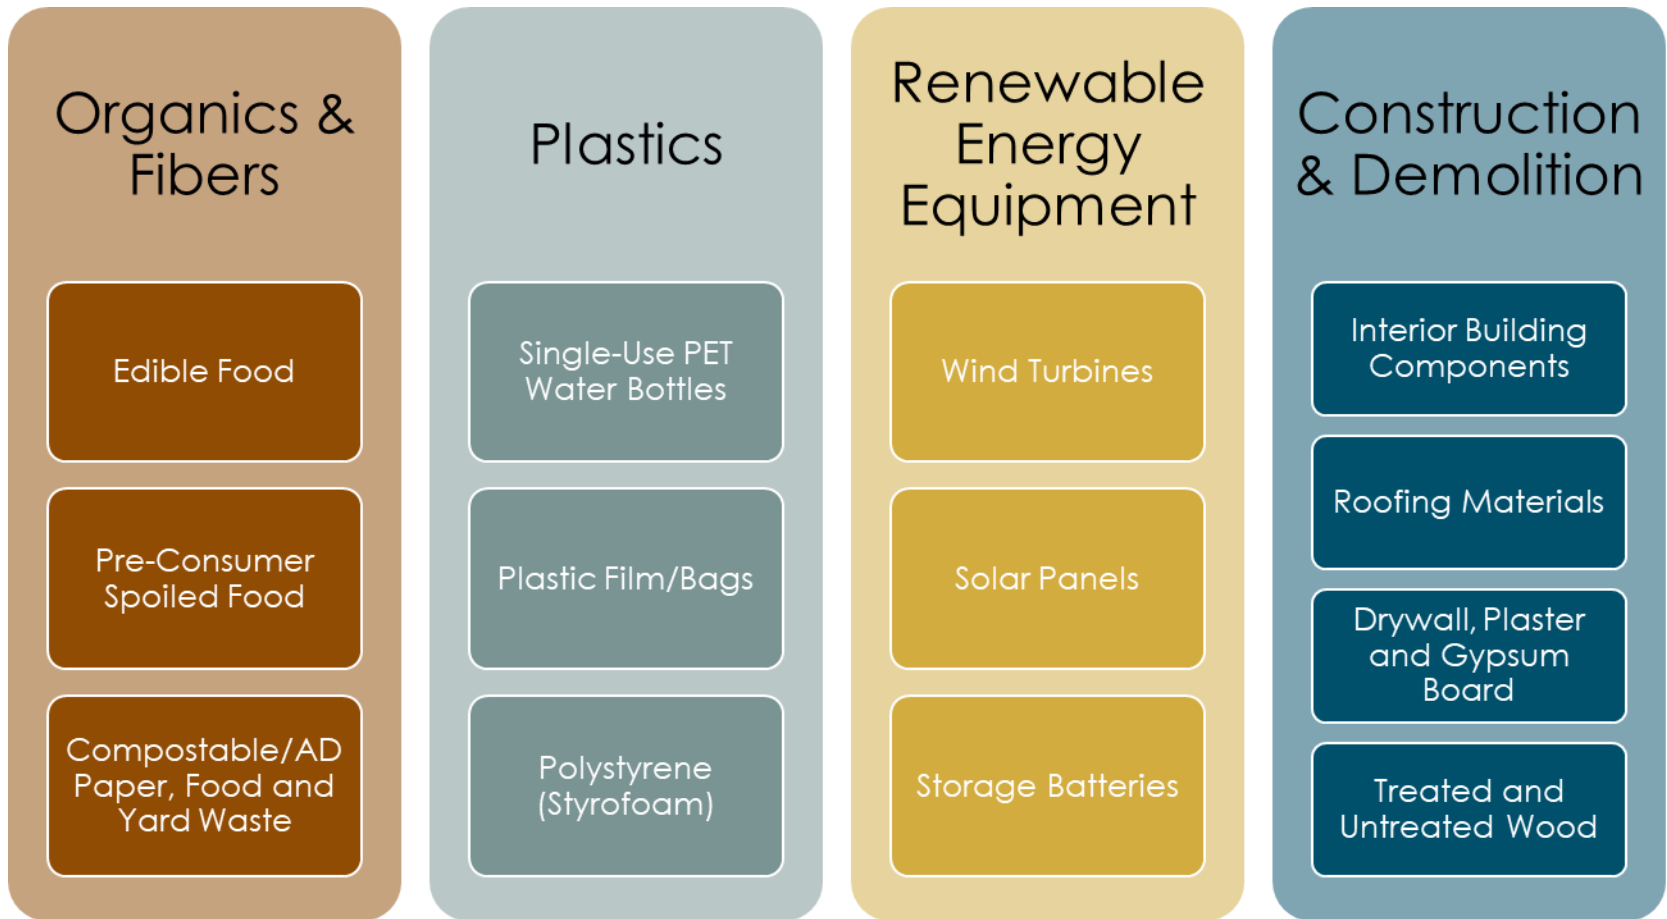 Organics &
Fibers
Edible Food
Pre-Consumer
Spoiled Food
Compostable/AD
Paper, Food and
Yard Waste
Plastics
Single-Use PET
Water Bottles
Plastic Film/Bags
Polystyrene
(Styrofoam)
Renewable
Energy
Equipment
Wind Turbines
Solar Panels
Storage Batteries
Construction
& Demolition
Interior Building
Components
Roofing Materials
Drywall, Plaster
and Gypsum
Board
Treated and
Untreated Wood